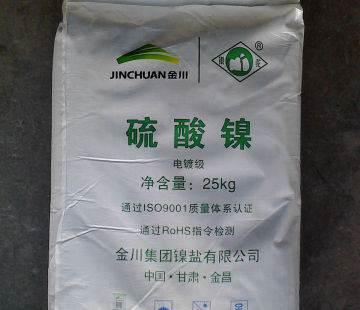 JINCHUAN金川
®
硫酸镍
电镀级
净含量：25kg
通过ISO9001质量体系认证
通过RoHS指令检测
金川集团镍盐有限公司
中国·甘肃·金昌